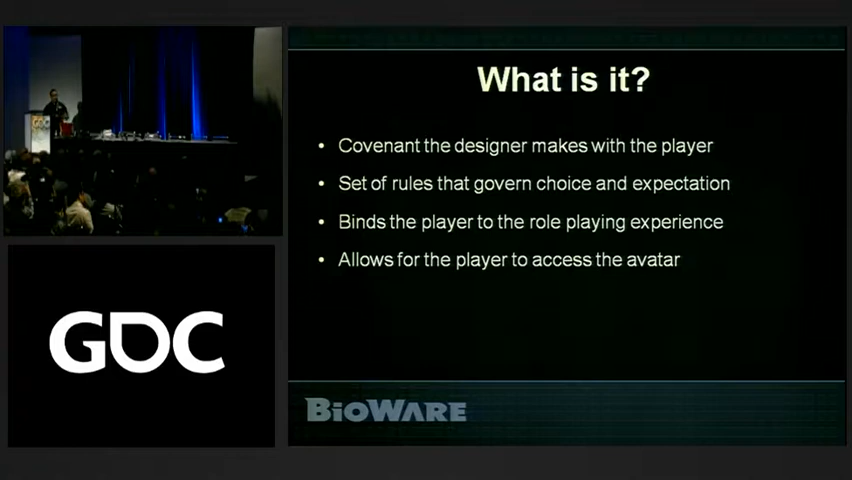 GDC
What is it?
• Covenant the designer makes with the player
• Set of rules that govern choice and expectation
• Binds the player to the role playing experience
• Allows for the player to access the avatar
GDC
BIOWARE